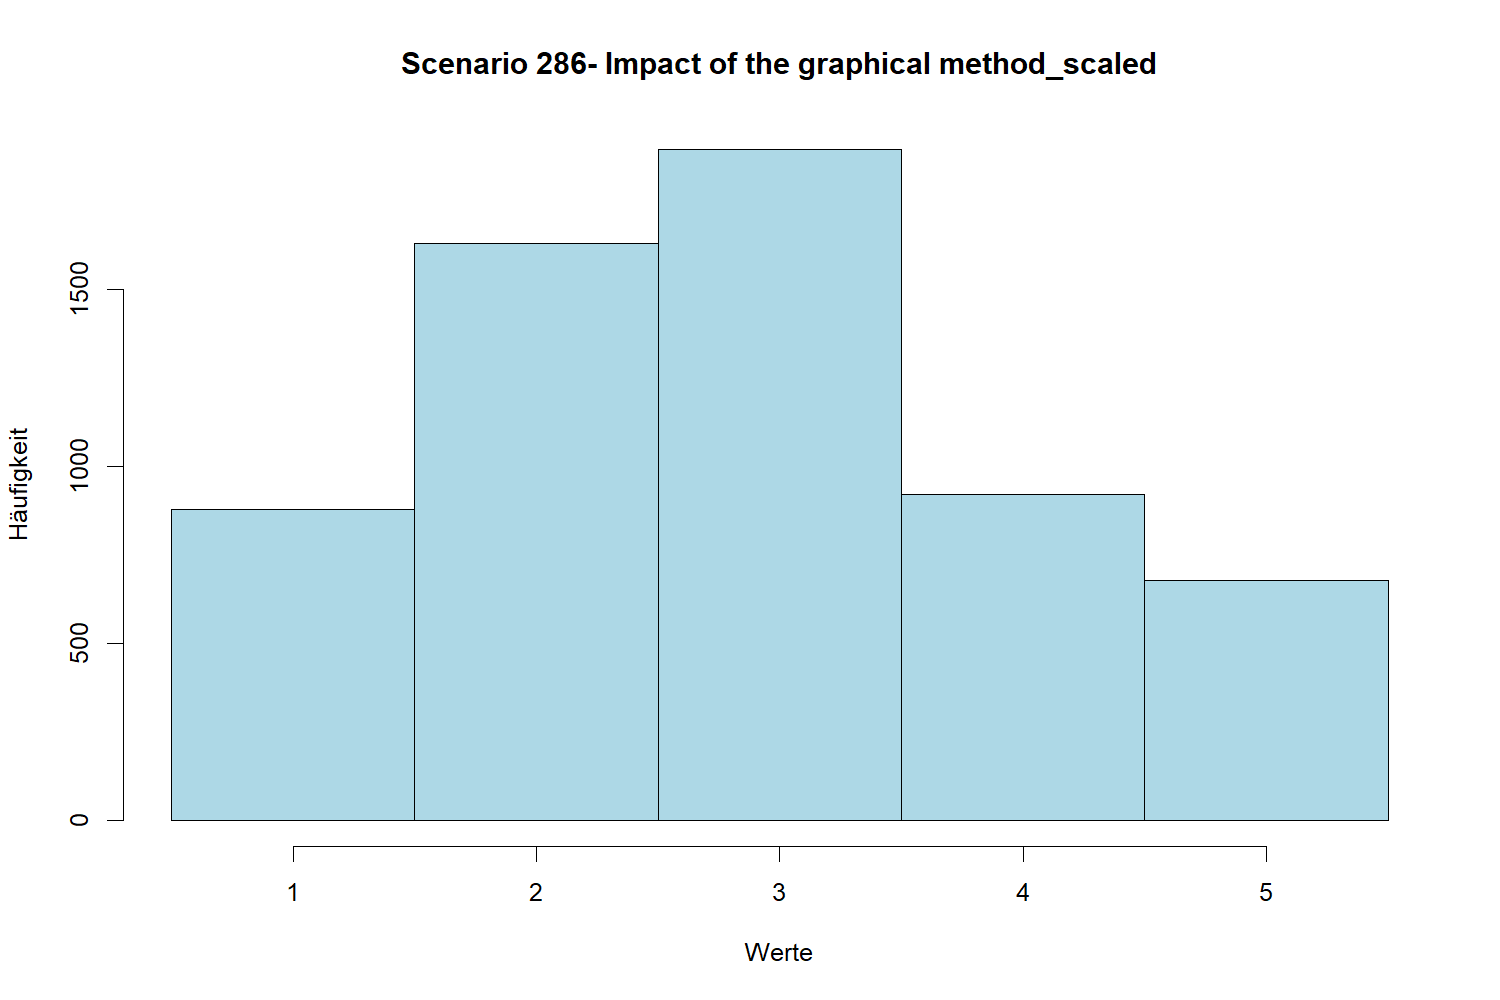 Scenario 286- Impact of the graphical method_scaled
Häufigkeit
1500
1000
500
0
1 2 3 4 5
Werte